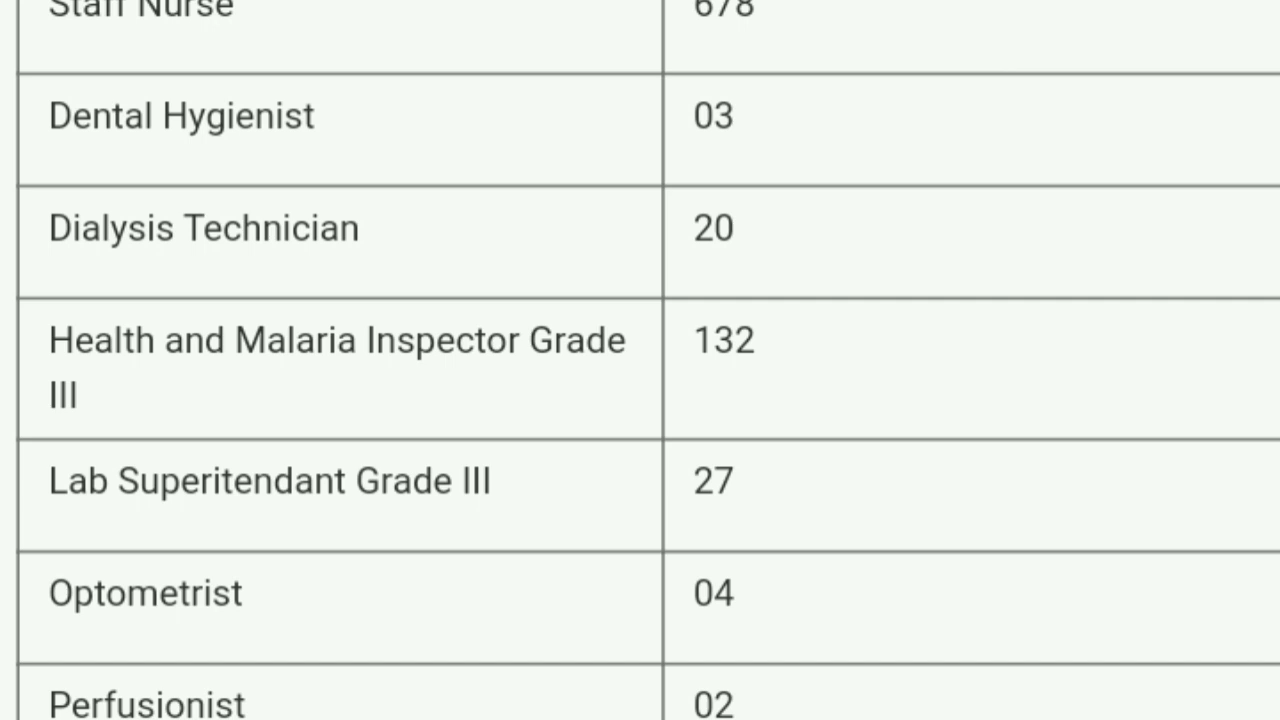 Staff Nurse 678
Dental Hygienist 03
Dialysis Technician 20
Health and Malaria Inspector Grade 132
III
Lab Superitendant Grade III 27
Optometrist 04
Perfusionist 02